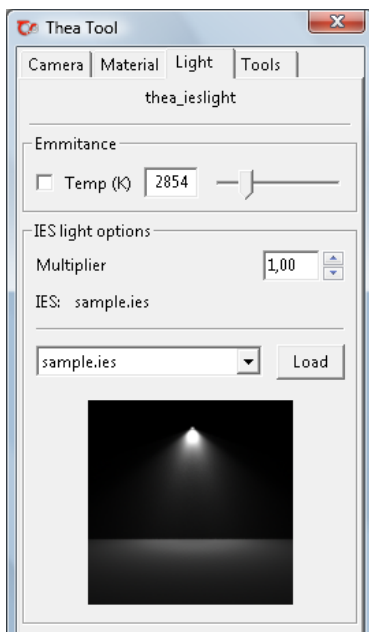 Thea Tool
Camera Material Light Tools
thea_ieslight
Emmitance
Temp (K) 2854
IES light options
Multiplier 1,00
IES: sample.ies
sample.ies Load